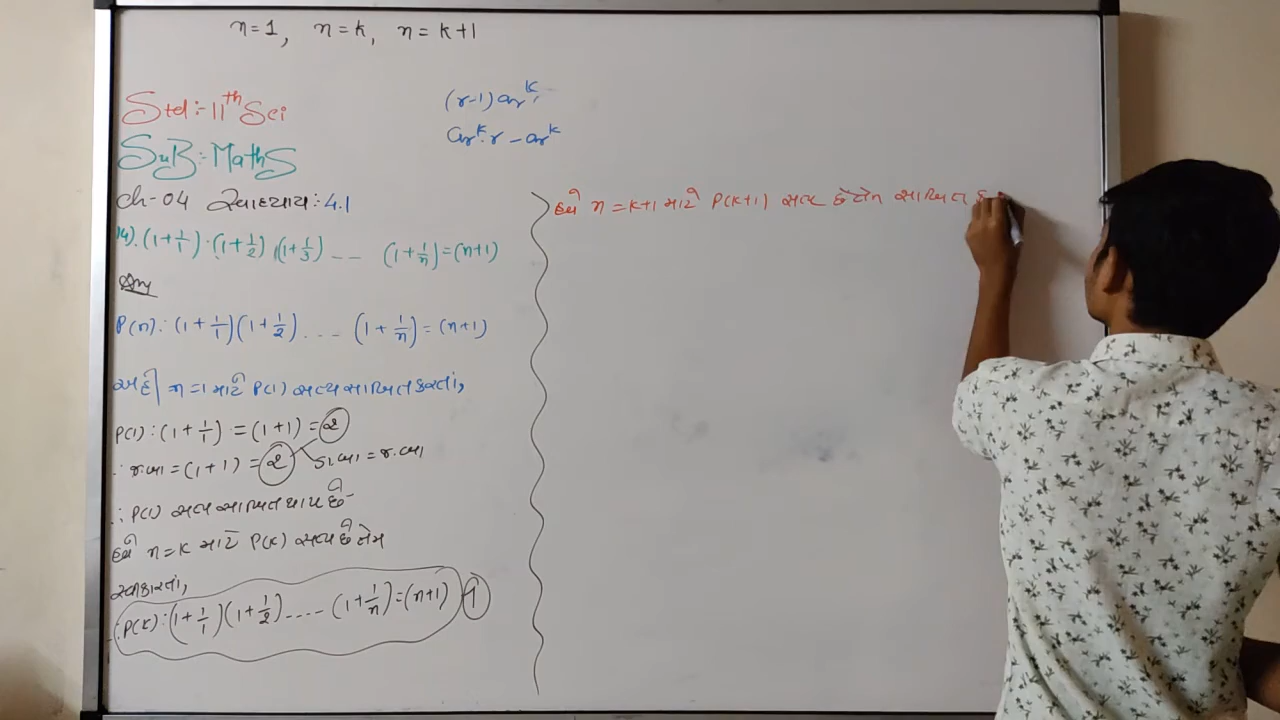 n=1, n=k, n=k+1
(r-1)ar^k,
ar^k.r - ar^k
Std:-11th Sci
SuB:-MathS
Ch-04 સ્વાધ્યાય:4.1
14).(1+1/1).(1+1/2).(1+1/3) -- (1+1/n)=(n+1)
Ans
P(n):(1+1/1)(1+1/2).... (1+1/n)=(n+1)
અહીં n=1 માટે P(1) સત્ય સાબિત કરતાં,
P(1):(1+1/1)=(1+1)=2
∴ જ.બા=(1+1)=2 ડા.બા=જ.બા
∴ P(1) સત્ય સાબિત થાય છે
હવે n=k માટે P(k) સત્ય છે તેમ
સ્વીકારતાં,
∴P(k):(1+1/1)(1+1/2)---- (1+1/n)=(n+1) 1
હવે n=k+1 માટે P(k+1) સત્ય છે તેમ સાબિત ક